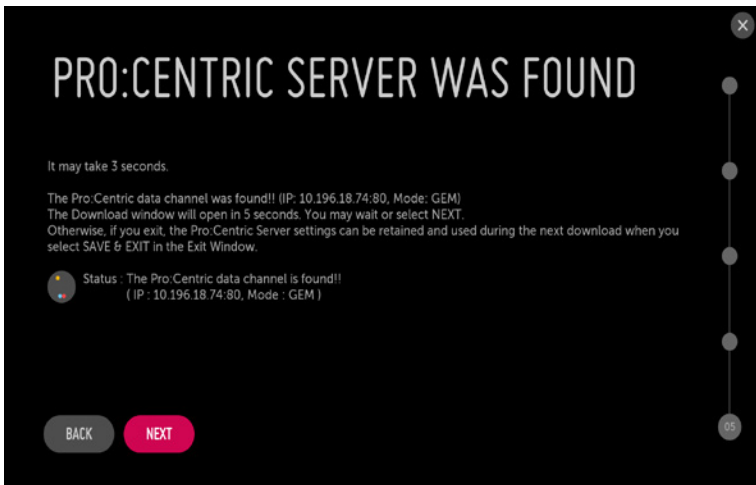 PRO:CENTRIC SERVER WAS FOUND
It may take 3 seconds.
The Pro:Centric data channel was found!! (IP: 10.196.18.74:80, Mode: GEM)
The Download window will open in 5 seconds. You may wait or select NEXT.
Otherwise, if you exit, the Pro:Centric Server settings can be retained and used during the next download when you
select SAVE & EXIT in the Exit Window.
Status : The Pro:Centric data channel is found!!
( IP : 10.196.18.74:80, Mode : GEM )
BACK
NEXT
05